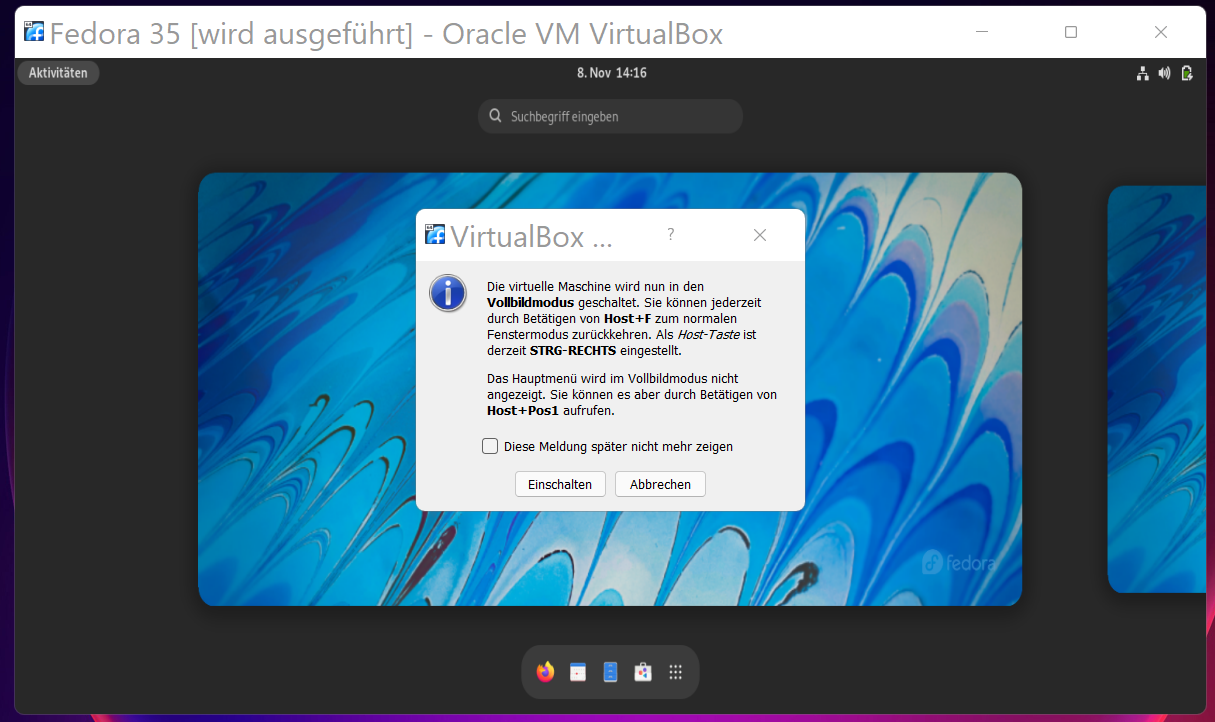 Fedora 35 [wird ausgeführt] - Oracle VM VirtualBox
Aktivitäten
8. Nov 14:16
Suchbegriff eingeben
VirtualBox ...
?
Die virtuelle Maschine wird nun in den
Vollbildmodus geschaltet. Sie können jederzeit
durch Betätigen von Host+F zum normalen
Fenstermodus zurückkehren. Als Host-Taste ist
derzeit STRG-RECHTS eingestellt.
Das Hauptmenü wird im Vollbildmodus nicht
angezeigt. Sie können es aber durch Betätigen von
Host+Pos1 aufrufen.
Diese Meldung später nicht mehr zeigen
Einschalten
Abbrechen
fedora